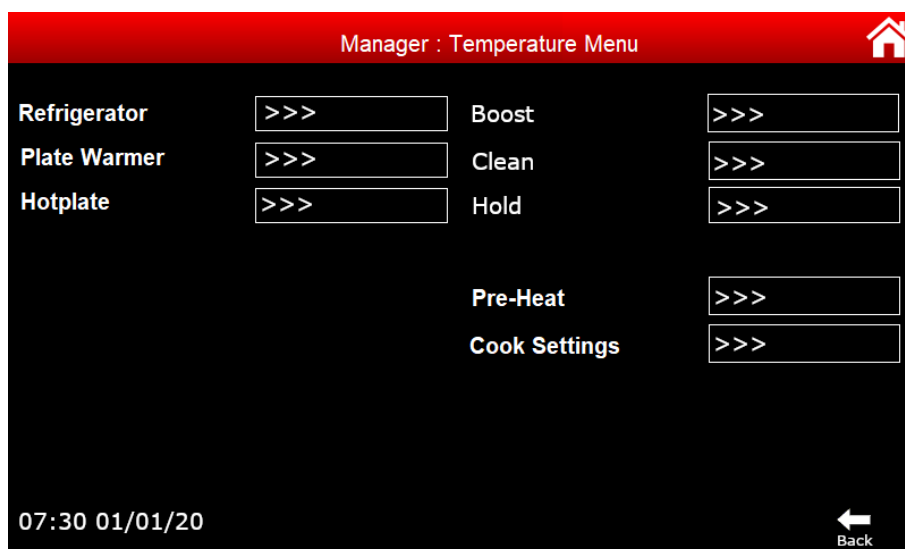 Manager : Temperature Menu
Refrigerator >>> Boost >>>
Plate Warmer >>> Clean >>>
Hotplate >>> Hold >>>
Pre-Heat >>>
Cook Settings >>>
07:30 01/01/20
Back